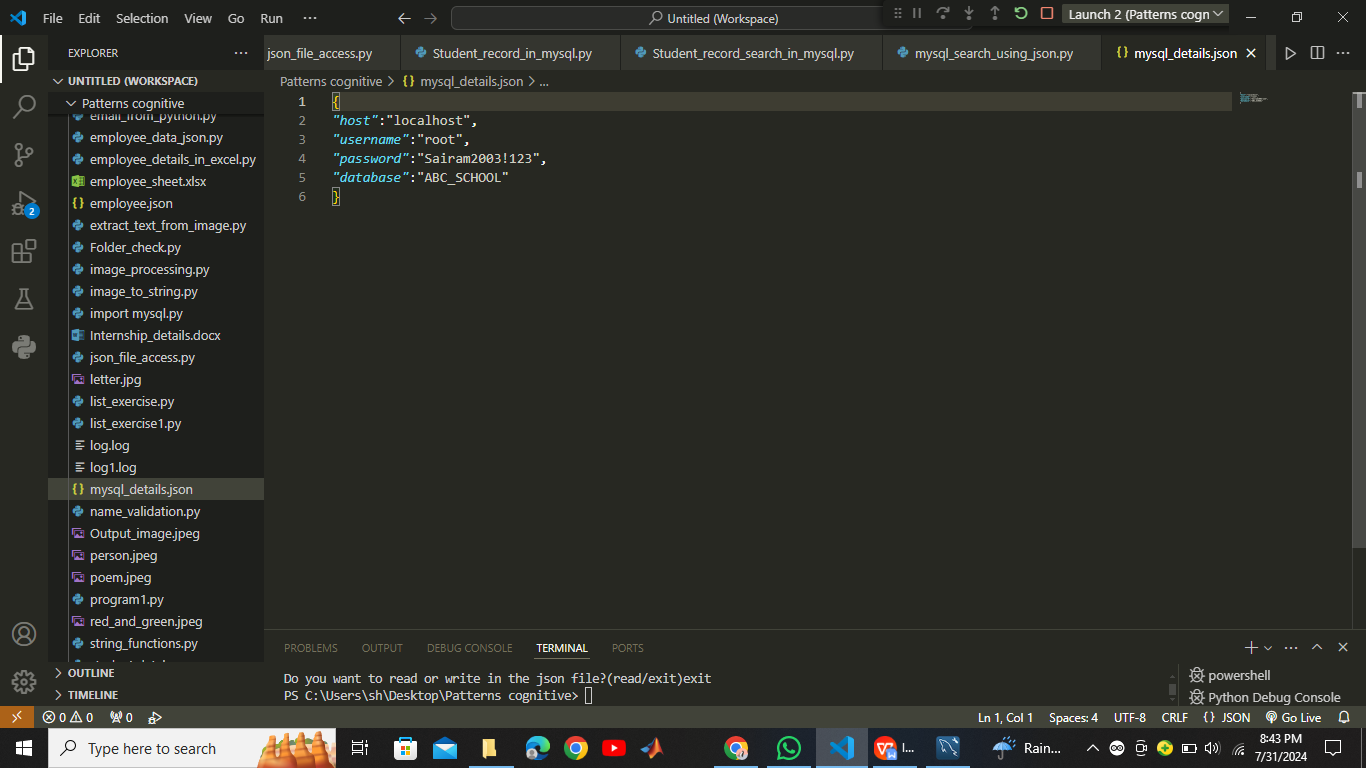 File Edit Selection View Go Run ··· Untitled (Workspace) Launch 2 (Patterns cogn
EXPLORER
json_file_access.py Student_record_in_mysql.py Student_record_search_in_mysql.py mysql_search_using_json.py mysql_details.json
UNTITLED (WORKSPACE)
Patterns cognitive > mysql_details.json > ...
Patterns cognitive
email_from_python.py
employee_data_json.py
employee_details_in_excel.py
employee_sheet.xlsx
employee.json
extract_text_from_image.py
Folder_check.py
image_processing.py
image_to_string.py
import mysql.py
Internship_details.docx
json_file_access.py
letter.jpg
list_exercise.py
list_exercise1.py
log.log
log1.log
mysql_details.json
name_validation.py
Output_image.jpeg
person.jpeg
poem.jpeg
program1.py
red_and_green.jpeg
string_functions.py
OUTLINE
TIMELINE
2
1 {
2 "host":"localhost",
3 "username":"root",
4 "password":"Sairam2003!123",
5 "database":"ABC_SCHOOL"
6 }
PROBLEMS OUTPUT DEBUG CONSOLE TERMINAL PORTS
Do you want to read or write in the json file?(read/exit)exit
PS C:\Users\sh\Desktop\Patterns cognitive>
powershell
Python Debug Console
0 0 0 Ln 1, Col 1 Spaces: 4 UTF-8 CRLF {} JSON Go Live
Type here to search I... Rain... 8:43 PM
7/31/2024